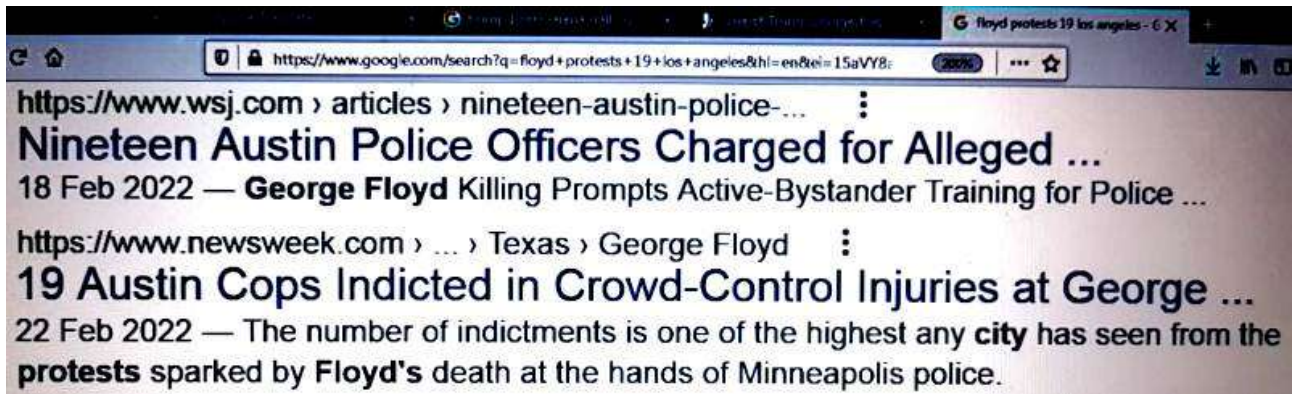 G floyd protests 19 los angeles - G X
https://www.google.com/search?q=floyd+protests+19+los+angeles&hl=en&ei=15aVY8
200%
https://www.wsj.com › articles › nineteen-austin-police-... ⋮
Nineteen Austin Police Officers Charged for Alleged ...
18 Feb 2022 — George Floyd Killing Prompts Active-Bystander Training for Police ...
https://www.newsweek.com › ... › Texas › George Floyd ⋮
19 Austin Cops Indicted in Crowd-Control Injuries at George ...
22 Feb 2022 — The number of indictments is one of the highest any city has seen from the
protests sparked by Floyd's death at the hands of Minneapolis police.